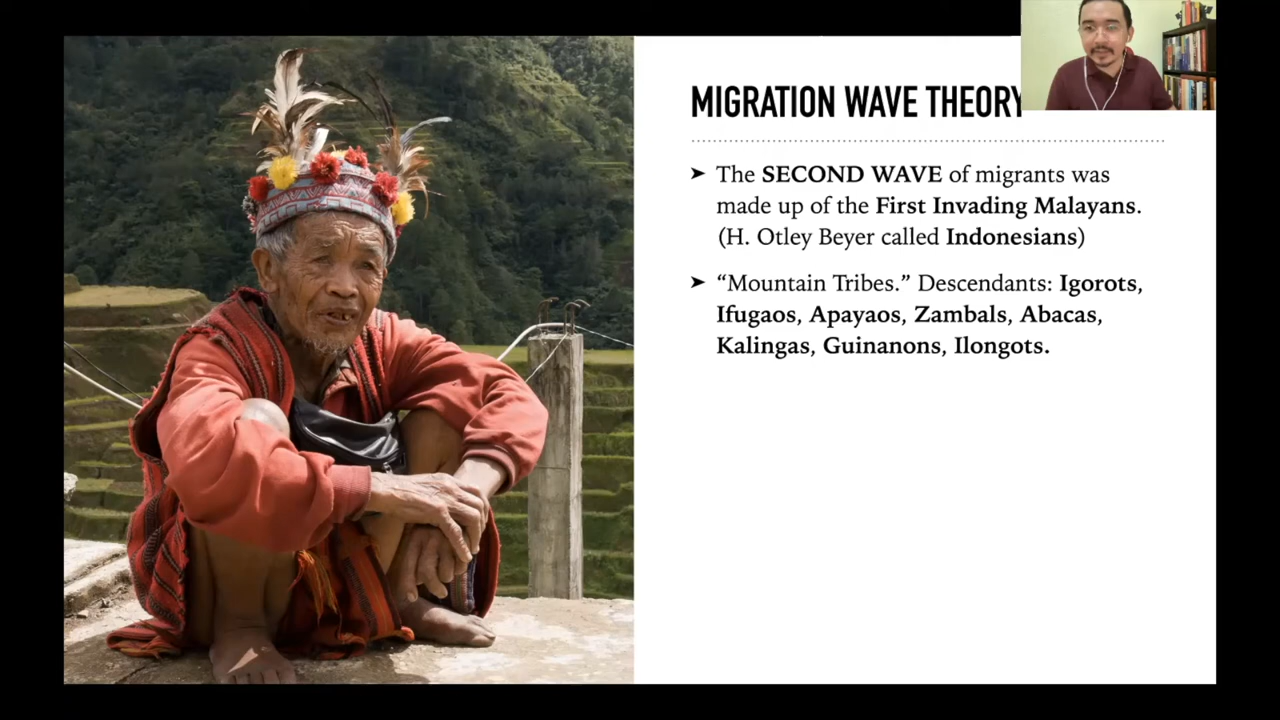 MIGRATION WAVE THEORY
➤ The SECOND WAVE of migrants was
made up of the First Invading Malayans.
(H. Otley Beyer called Indonesians)
➤ “Mountain Tribes.” Descendants: Igorots,
Ifugaos, Apayaos, Zambals, Abacas,
Kalingas, Guinanons, Ilongots.